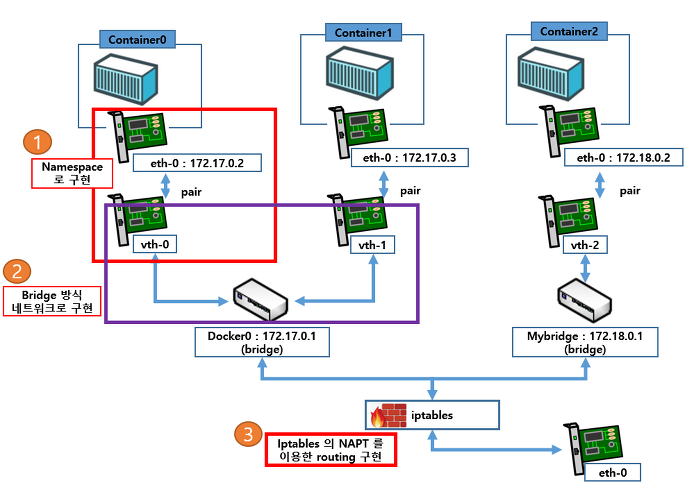 Container0
Container1
Container2
1
Namespace
로 구현
eth-0 : 172.17.0.2
eth-0 : 172.17.0.3
eth-0 : 172.18.0.2
pair
pair
pair
vth-0
vth-1
vth-2
2
Bridge 방식
네트워크로 구현
Docker0 : 172.17.0.1
(bridge)
Mybridge : 172.18.0.1
(bridge)
iptables
3
Iptables 의 NAPT 를
이용한 routing 구현
eth-0